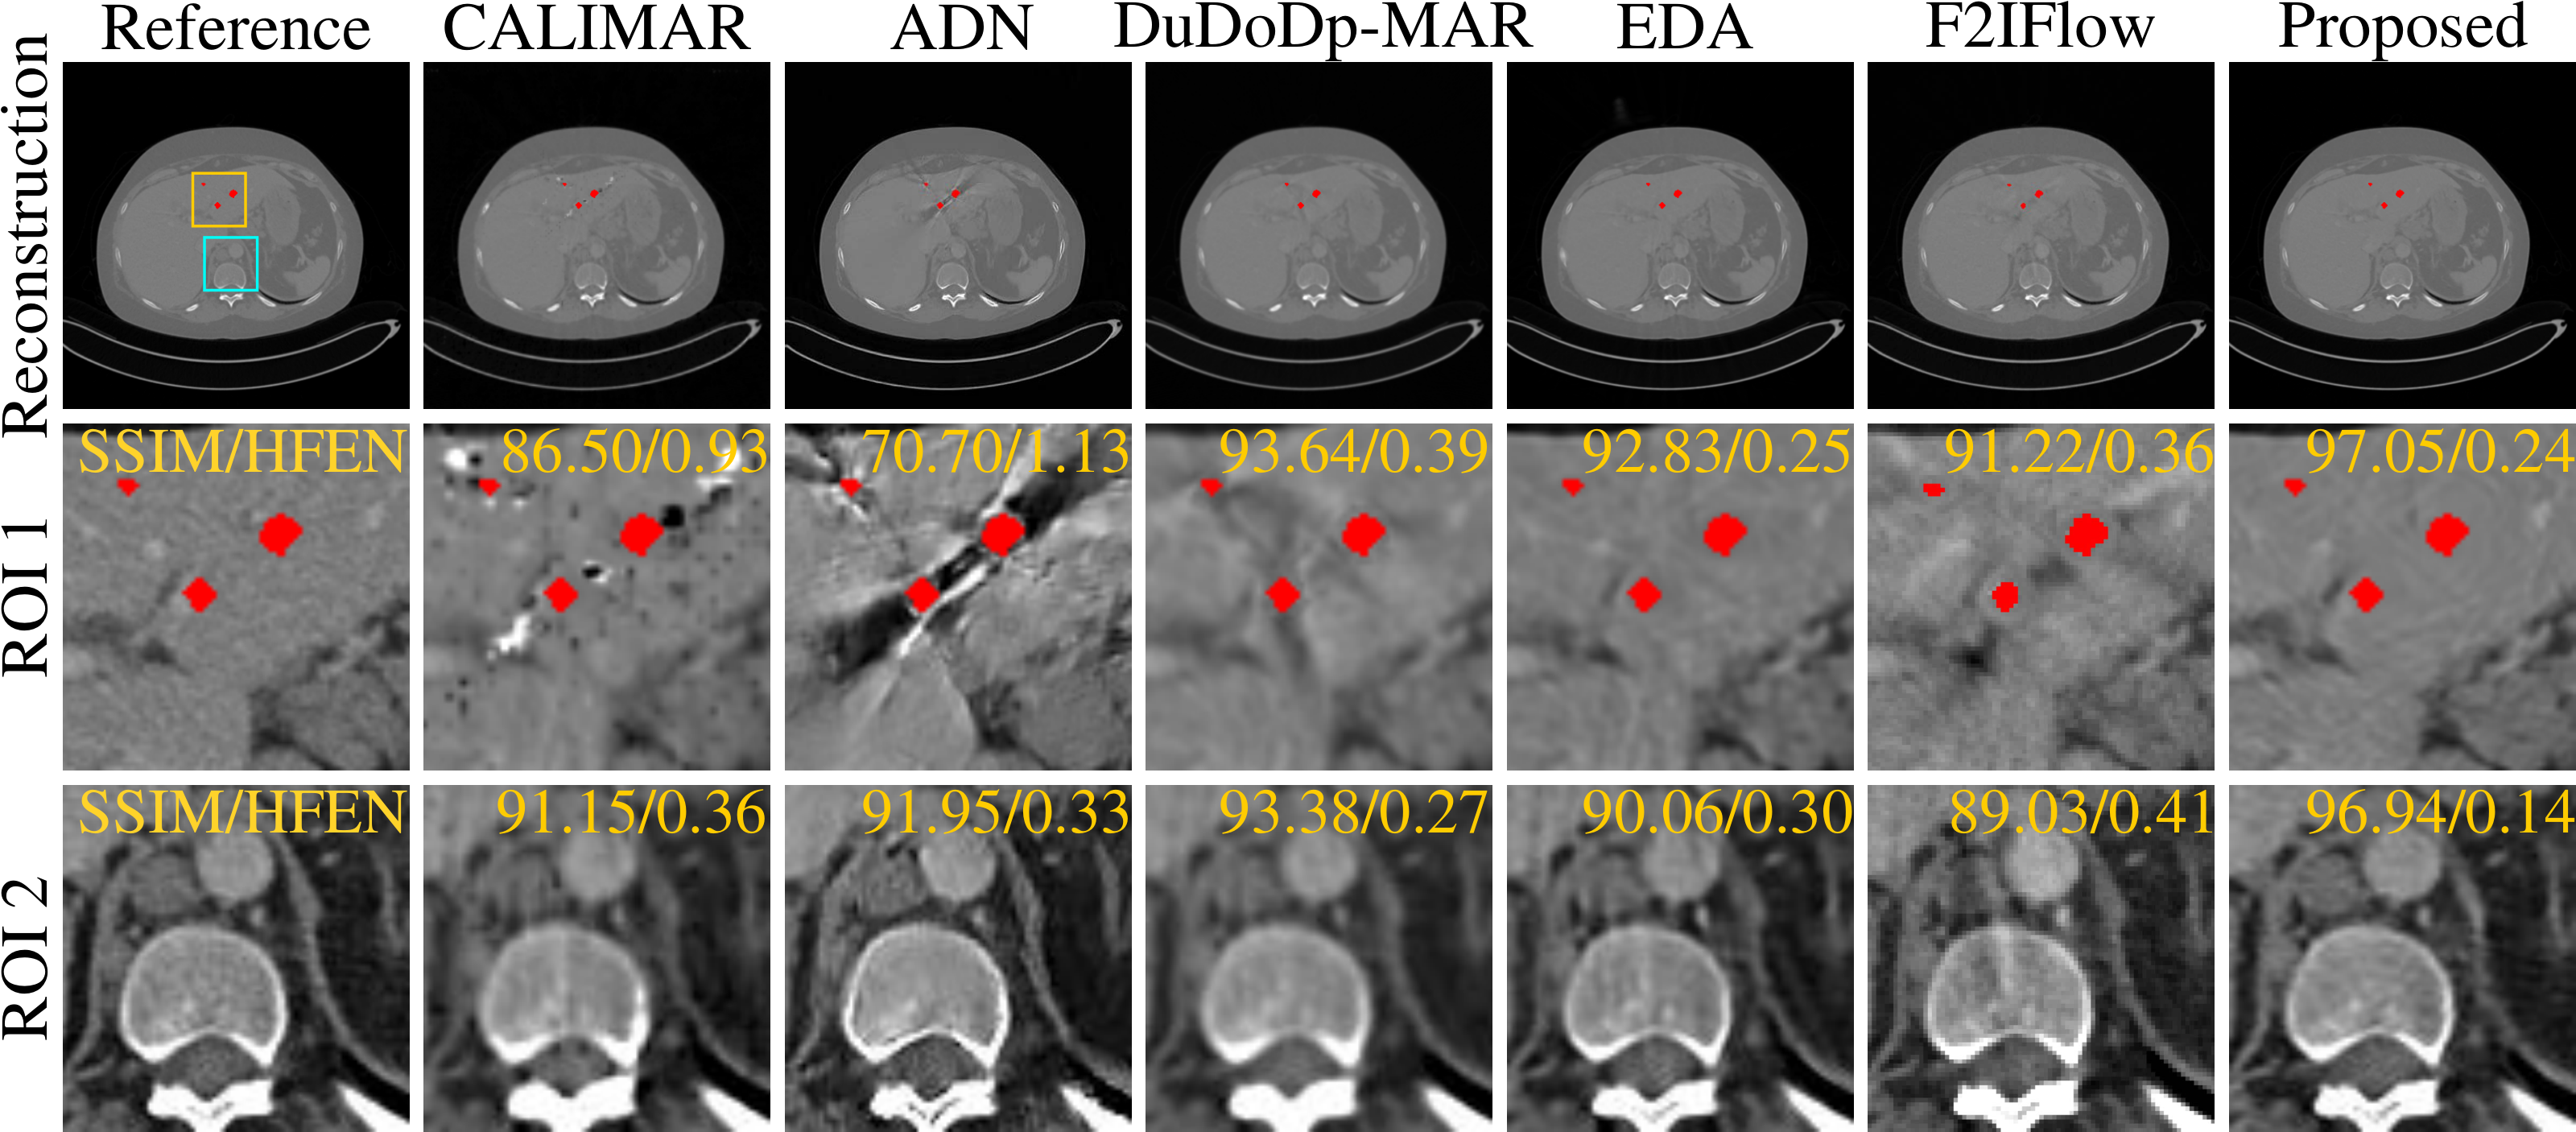 Reference CALIMAR ADN DuDoDp-MAR EDA F2IFlow Proposed
Reconstruction
ROI 1
SSIM/HFEN 86.50/0.93 70.70/1.13 93.64/0.39 92.83/0.25 91.22/0.36 97.05/0.24
ROI 2
SSIM/HFEN 91.15/0.36 91.95/0.33 93.38/0.27 90.06/0.30 89.03/0.41 96.94/0.14